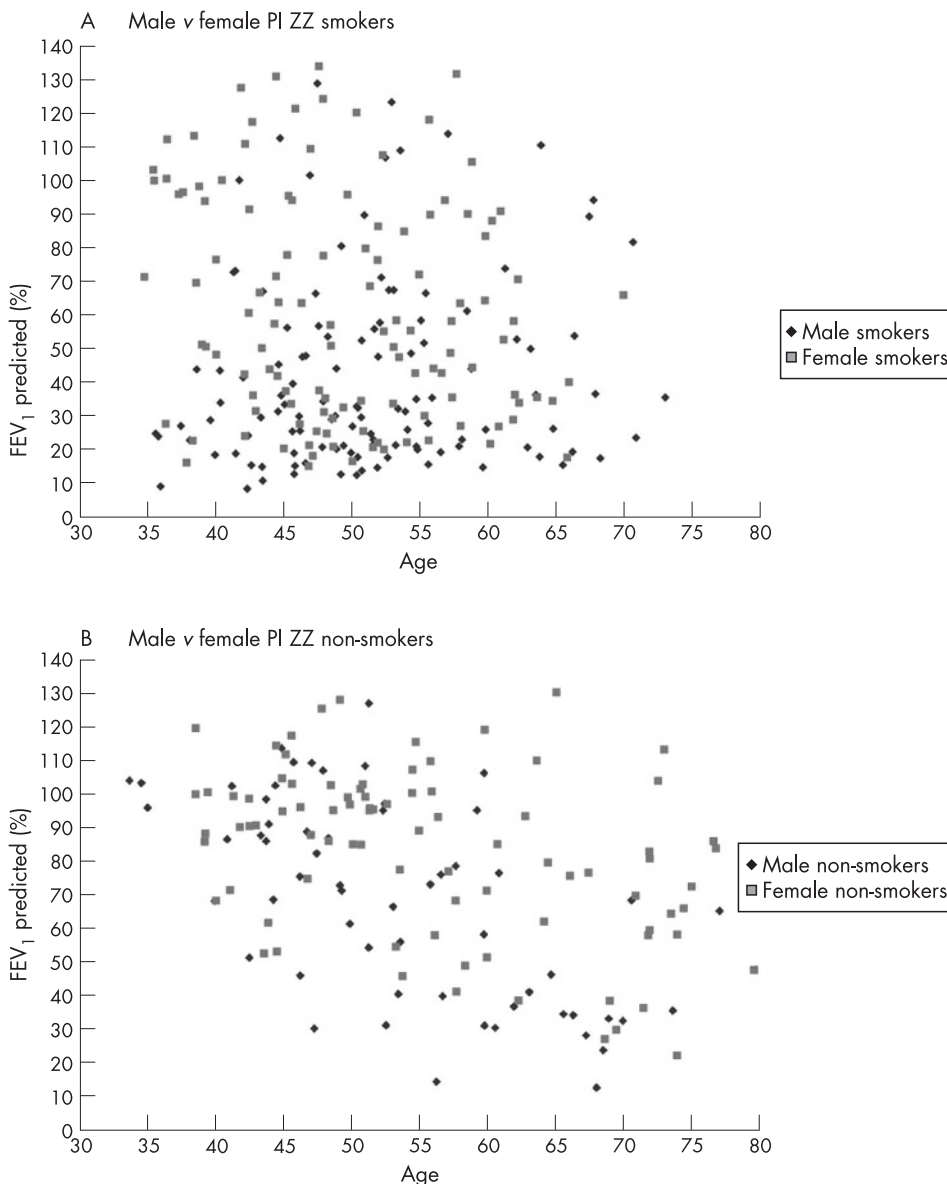 A Male v female PI ZZ smokers
140
130
120
110
100
90
80
70
60
50
40
30
20
10
0
FEV1 predicted (%)
30 35 40 45 50 55 60 65 70 75 80
Age
Male smokers
Female smokers
B Male v female PI ZZ non-smokers
140
130
120
110
100
90
80
70
60
50
40
30
20
10
0
FEV1 predicted (%)
30 35 40 45 50 55 60 65 70 75 80
Age
Male non-smokers
Female non-smokers